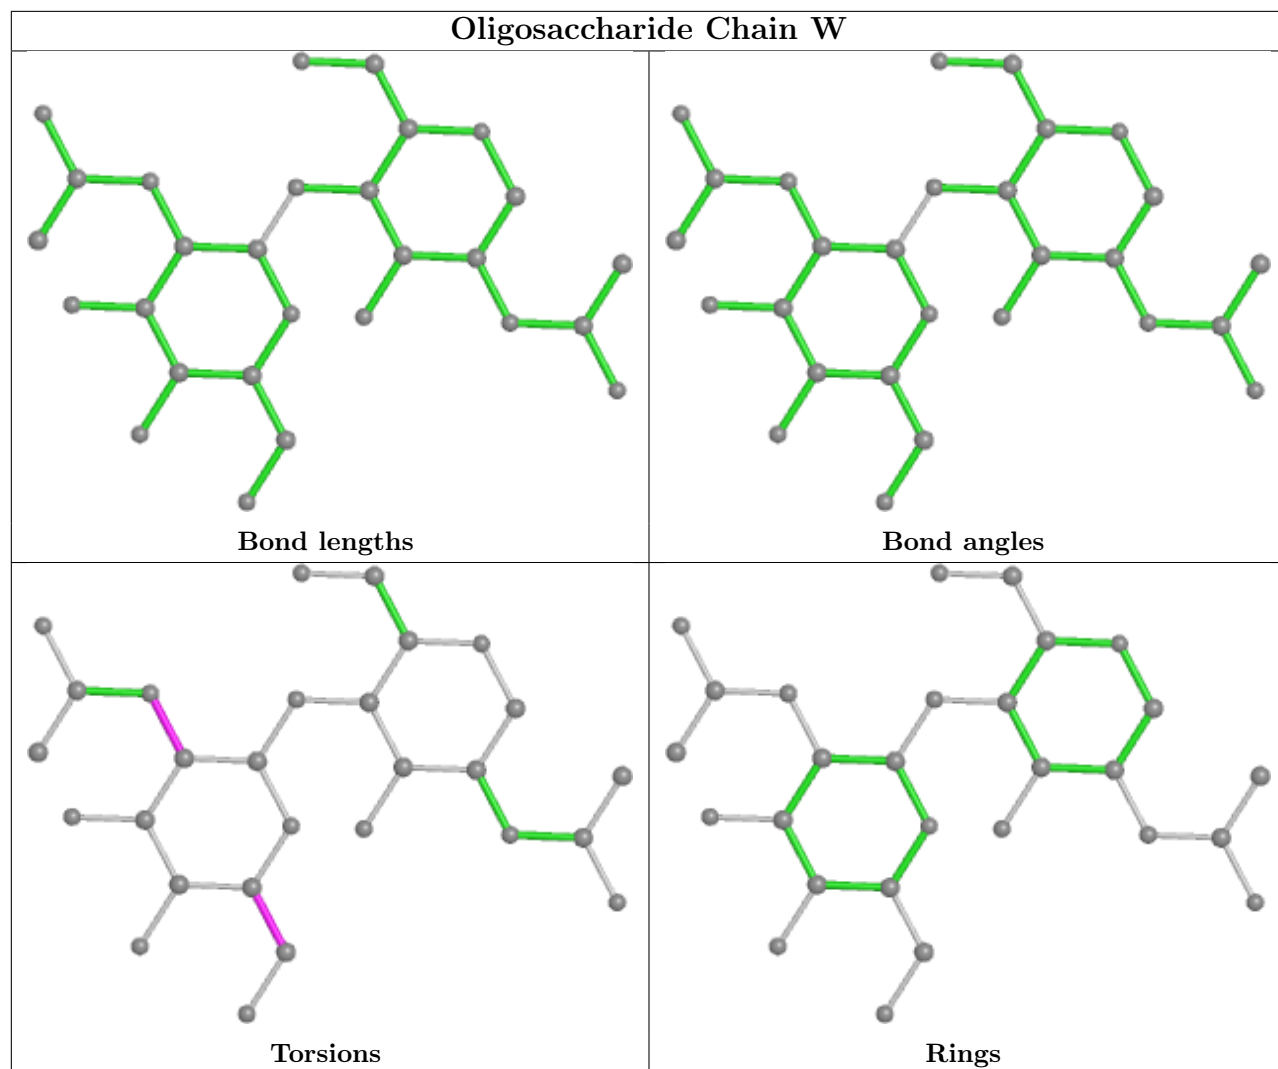 Oligosaccharide Chain W
Bond lengths
Bond angles
Torsions
Rings